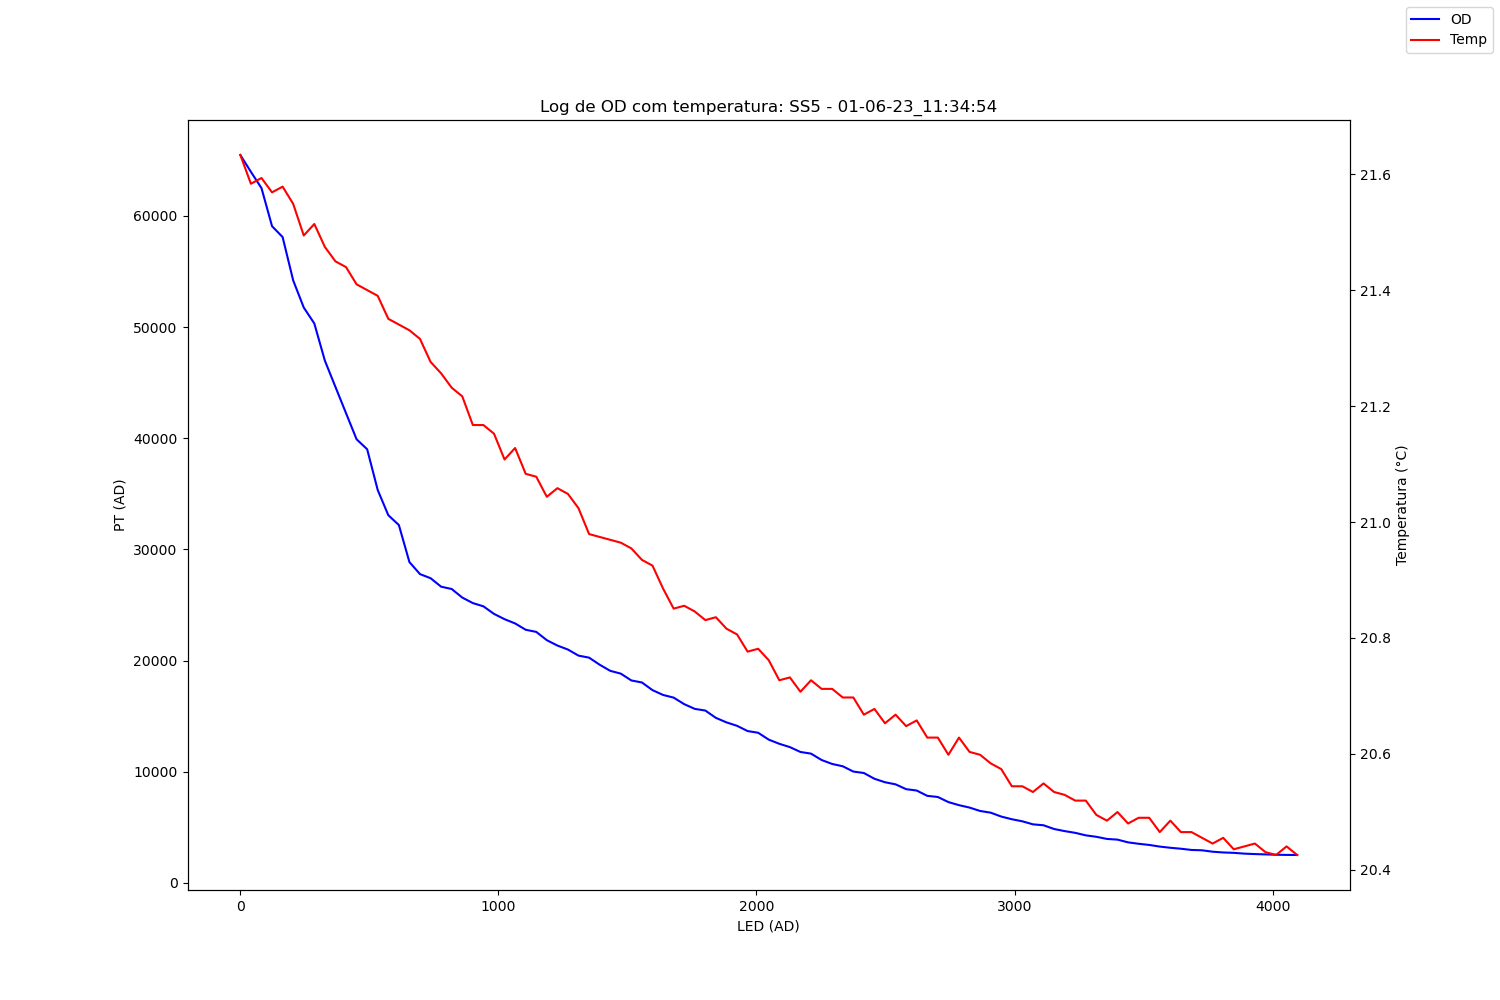 OD
Temp
Log de OD com temperatura: SS5 - 01-06-23_11:34:54
60000
50000
40000
30000
20000
10000
0
PT (AD)
21.6
21.4
21.2
21.0
20.8
20.6
20.4
Temperatura (°C)
0 1000 2000 3000 4000
LED (AD)